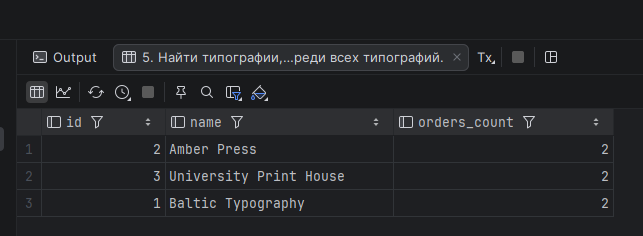 Output 5. Найти типографии,...реди всех типографий. Tx
id name orders_count
1 2 Amber Press 2
2 3 University Print House 2
3 1 Baltic Typography 2